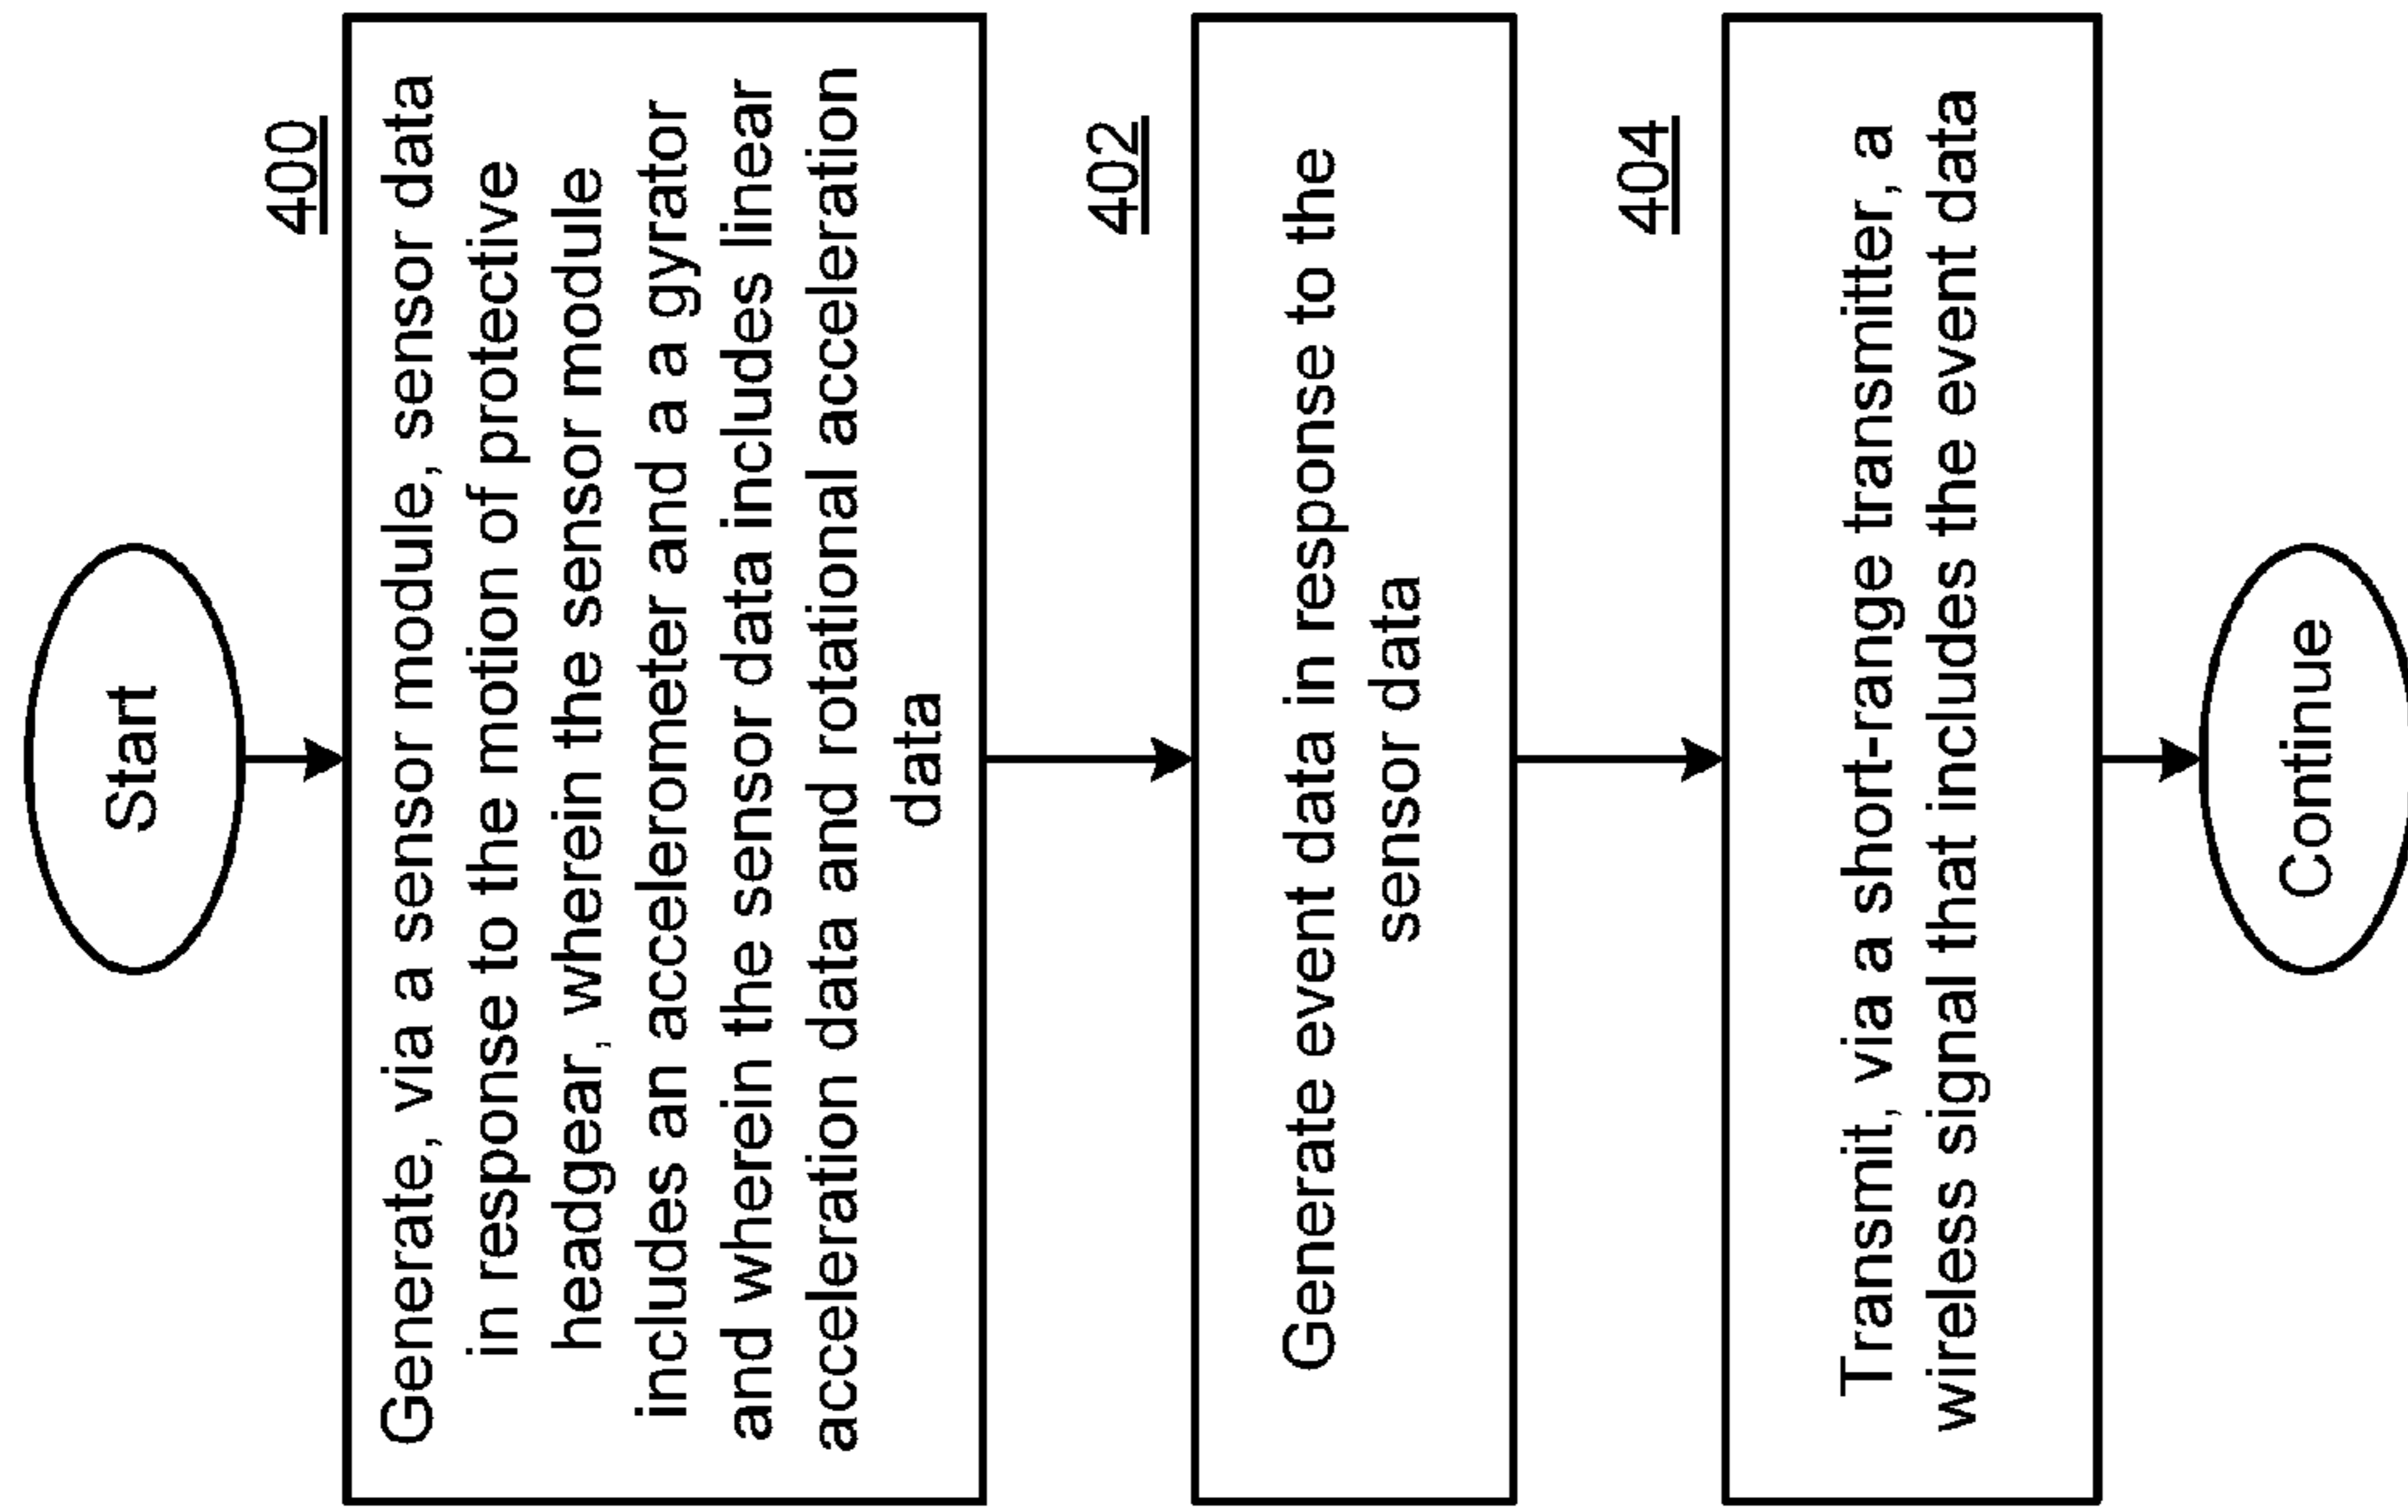 Start
400
Generate, via a sensor module, sensor data
in response to the motion of protective
headgear, wherein the sensor module
includes an accelerometer and a a gyrator
and wherein the sensor data includes linear
acceleration data and rotational acceleration
data
402
Generate event data in response to the
sensor data
404
Transmit, via a short-range transmitter, a
wireless signal that includes the event data
Continue